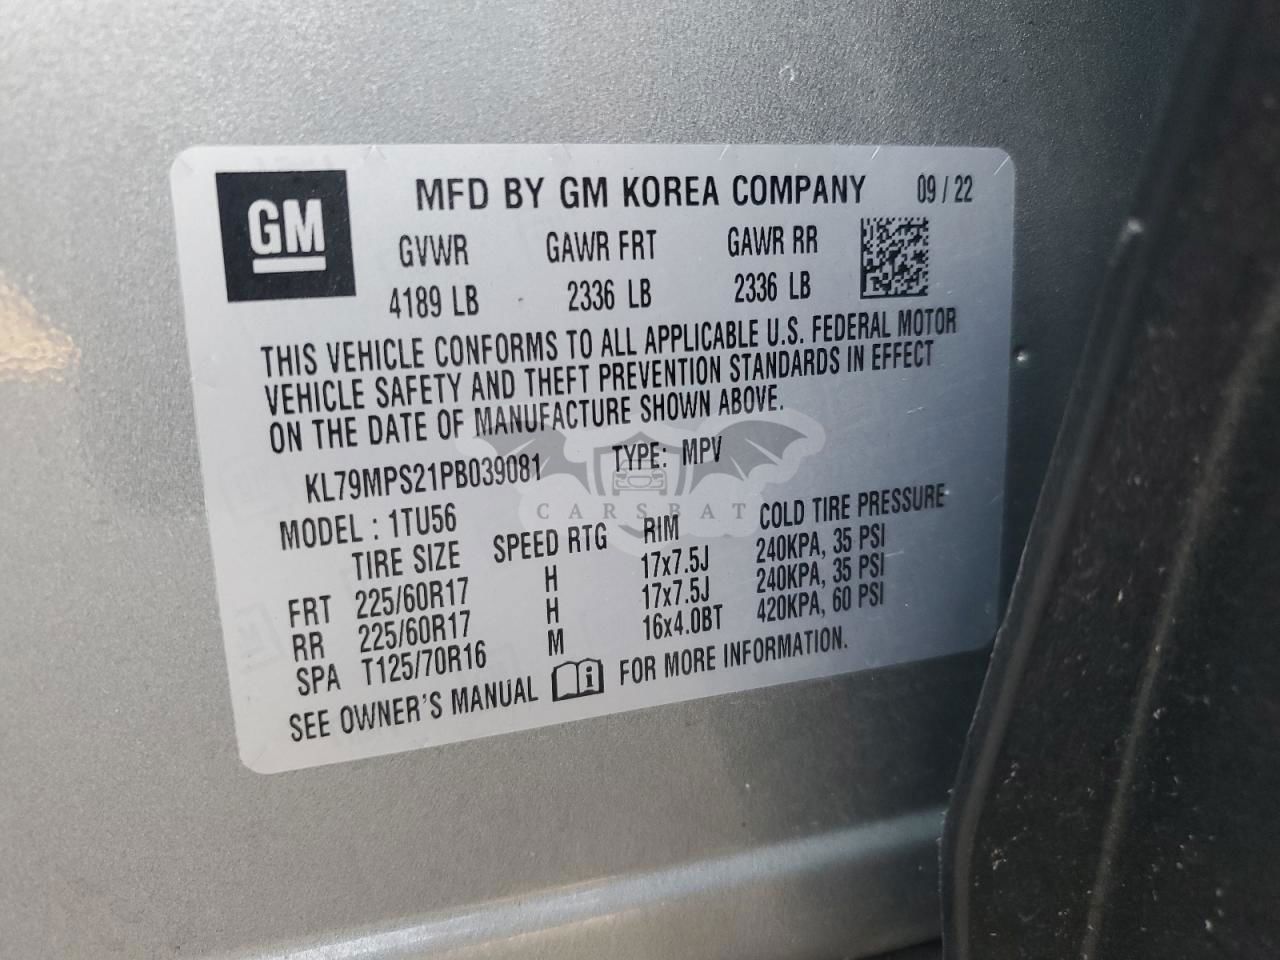 GM MFD BY GM KOREA COMPANY 09 / 22
GVWR GAWR FRT GAWR RR
4189 LB 2336 LB 2336 LB
THIS VEHICLE CONFORMS TO ALL APPLICABLE U.S. FEDERAL MOTOR
VEHICLE SAFETY AND THEFT PREVENTION STANDARDS IN EFFECT
ON THE DATE OF MANUFACTURE SHOWN ABOVE.
KL79MPS21PB039081 TYPE: MPV
CARSBAT
MODEL : 1TU56
TIRE SIZE SPEED RTG RIM COLD TIRE PRESSURE
FRT 225/60R17 H 17x7.5J 240KPA, 35 PSI
RR 225/60R17 H 17x7.5J 240KPA, 35 PSI
SPA T125/70R16 M 16x4.0BT 420KPA, 60 PSI
SEE OWNER'S MANUAL i FOR MORE INFORMATION.